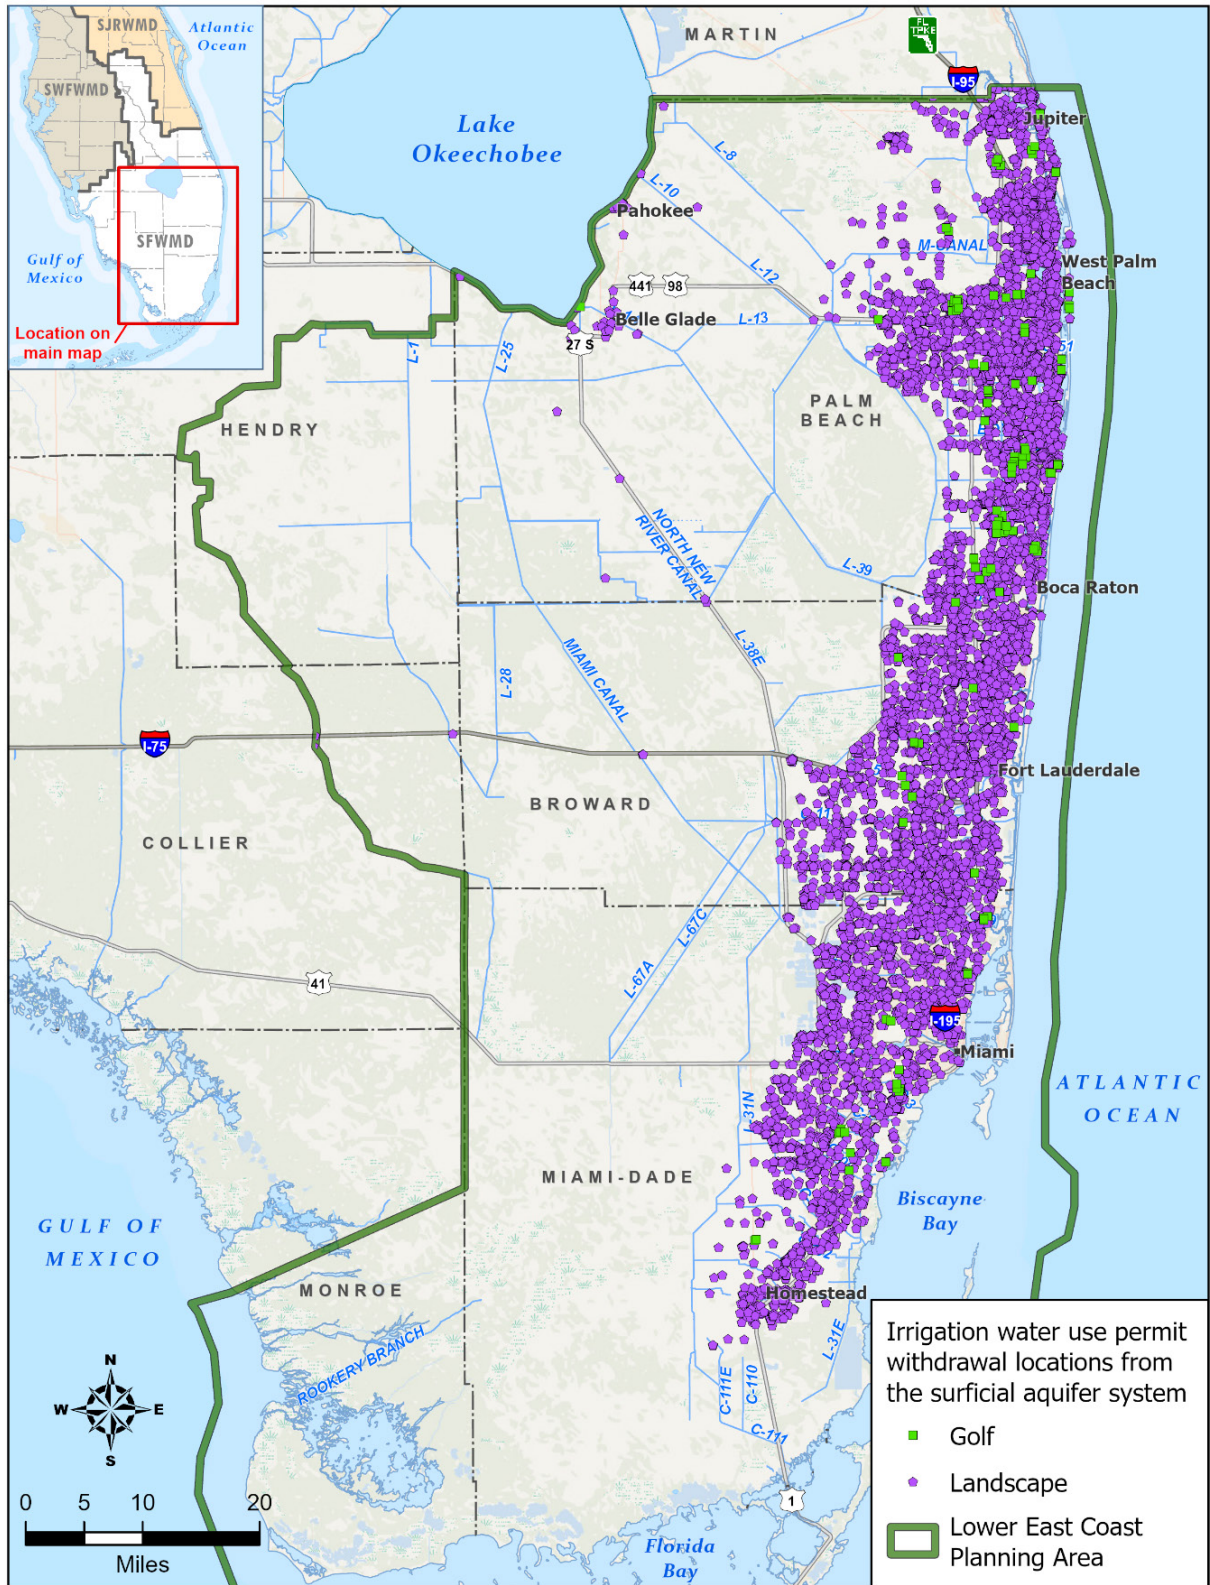 SJRWMD
Atlantic
Ocean
SWFWMD
SFWMD
Gulf of
Mexico
Location on
main map
MARTIN
FL
TPKE
I-95
Lake
Okeechobee
Jupiter
L-8
L-10
Pahokee
M-CANAL
L-12
West Palm
Beach
441
98
Belle Glade
L-13
27 S
51
L-1
L-25
PALM
BEACH
HENDRY
NORTH NEW
RIVER CANAL
L-39
Boca Raton
L-38E
MIAMI CANAL
L-28
I-75
Fort Lauderdale
BROWARD
COLLIER
L-67C
L-67A
41
I-195
Miami
ATLANTIC
OCEAN
L-31N
MIAMI-DADE
Biscayne
Bay
GULF OF
MEXICO
MONROE
Homestead
ROOKERY BRANCH
L-31E
C-111E
C-110
C-111
1
Florida
Bay
N
W
E
S
0 5 10 20
Miles
Irrigation water use permit
withdrawal locations from
the surficial aquifer system
Golf
Landscape
Lower East Coast
Planning Area